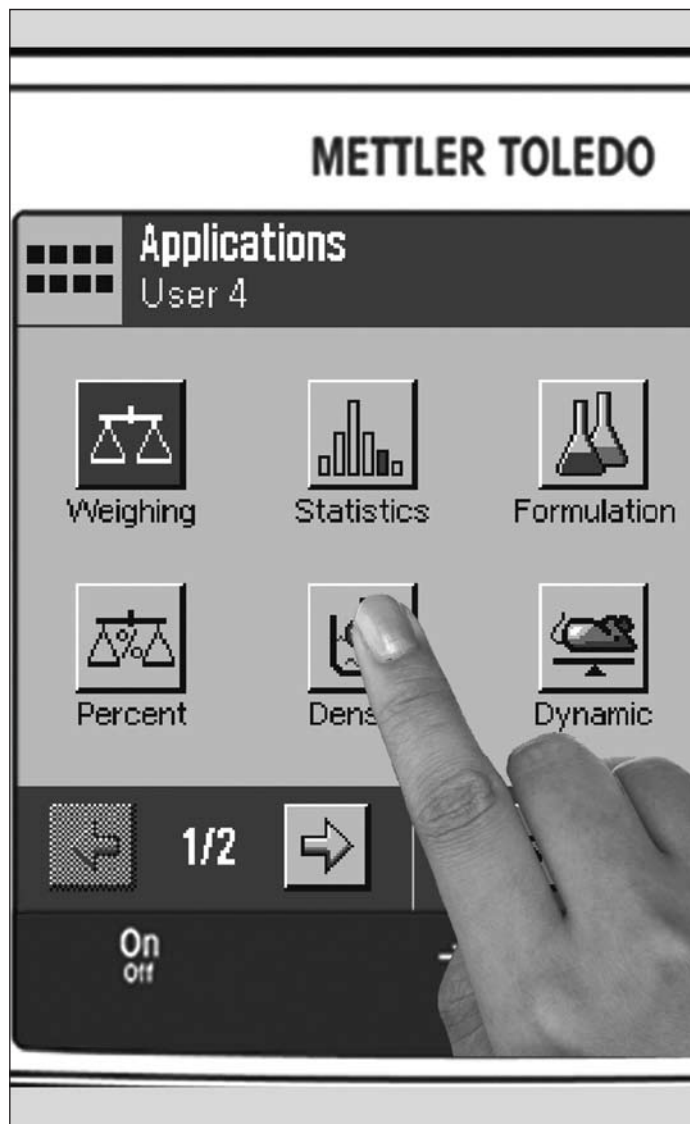 METTLER TOLEDO
Applications
User 4
Weighing
Statistics
Formulation
%
Percent
Dynamic
1/2
On
Off